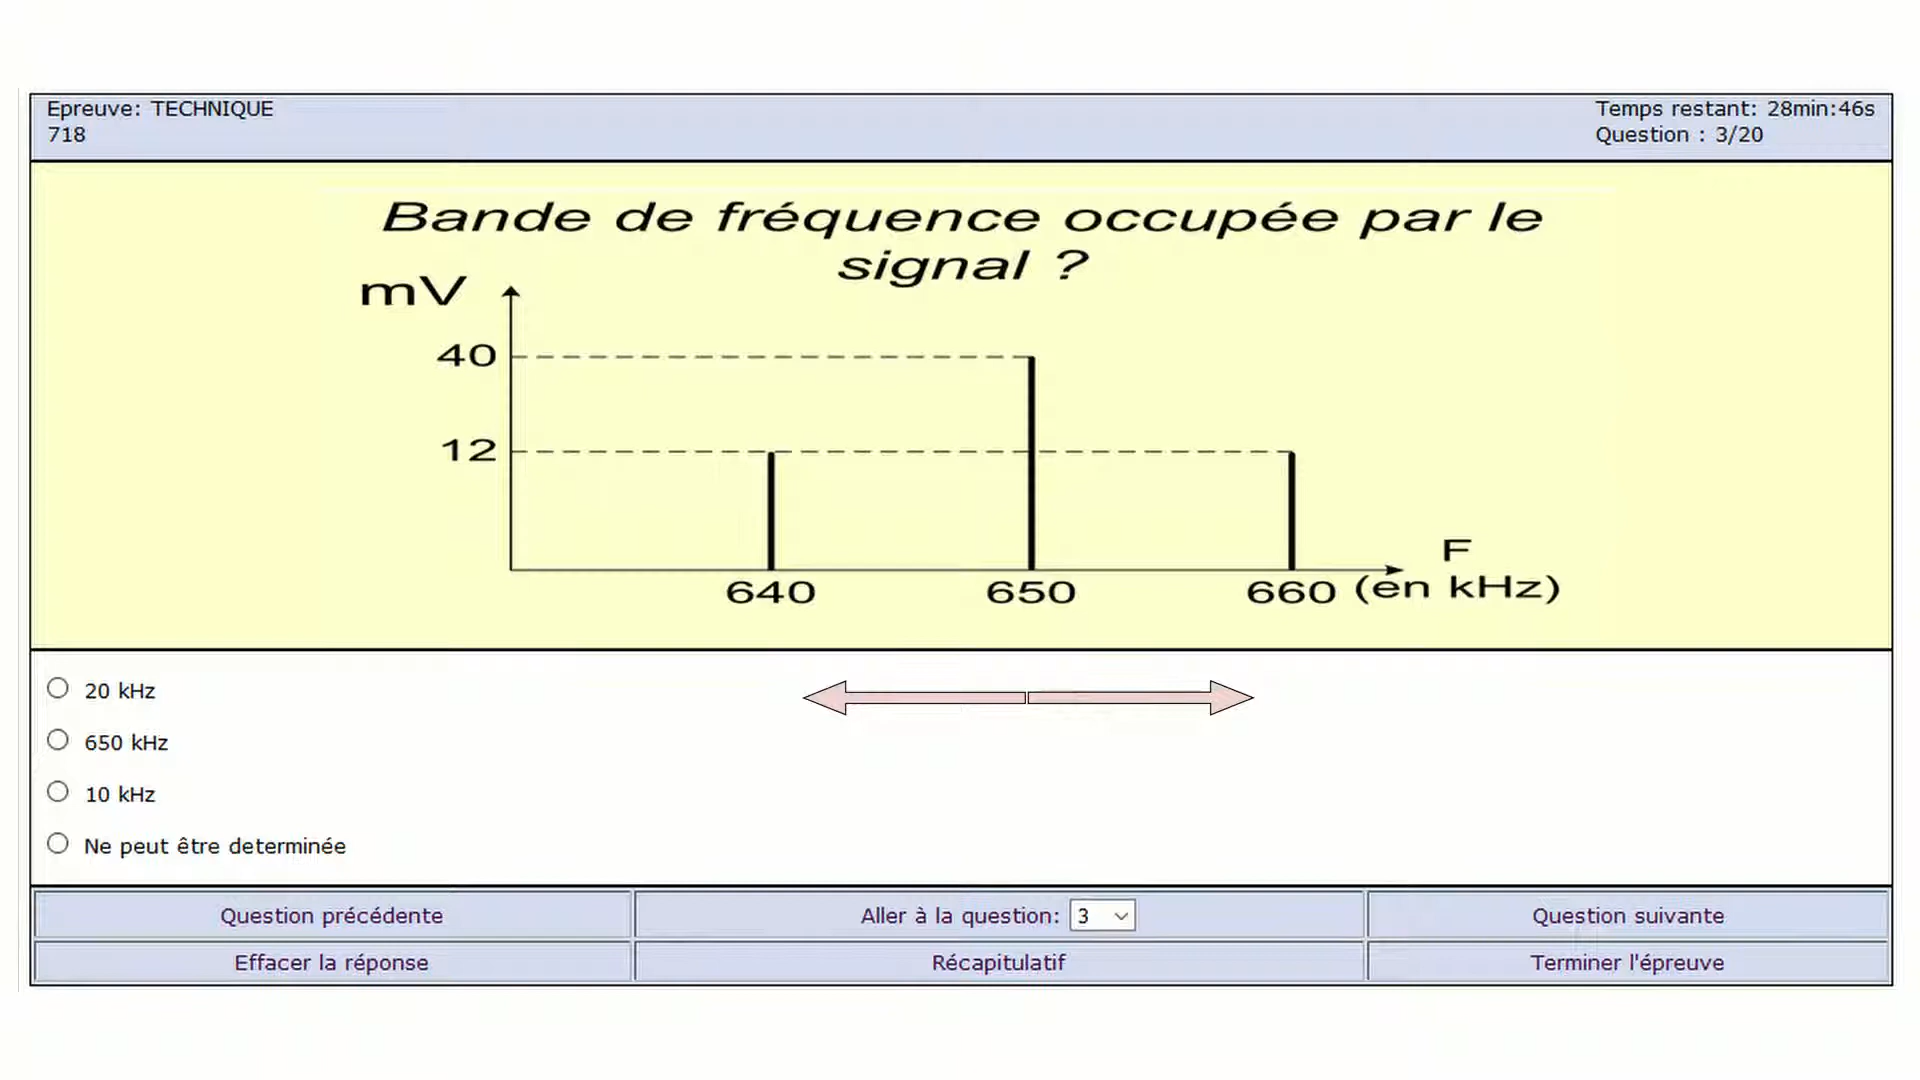 Epreuve: TECHNIQUE
718
Temps restant: 28min:46s
Question : 3/20
Bande de fréquence occupée par le
signal ?
mV
40
12
640
650
660
F
(en kHz)
20 kHz
650 kHz
10 kHz
Ne peut être determinée
Question précédente
Aller à la question: 3
Question suivante
Effacer la réponse
Récapitulatif
Terminer l'épreuve